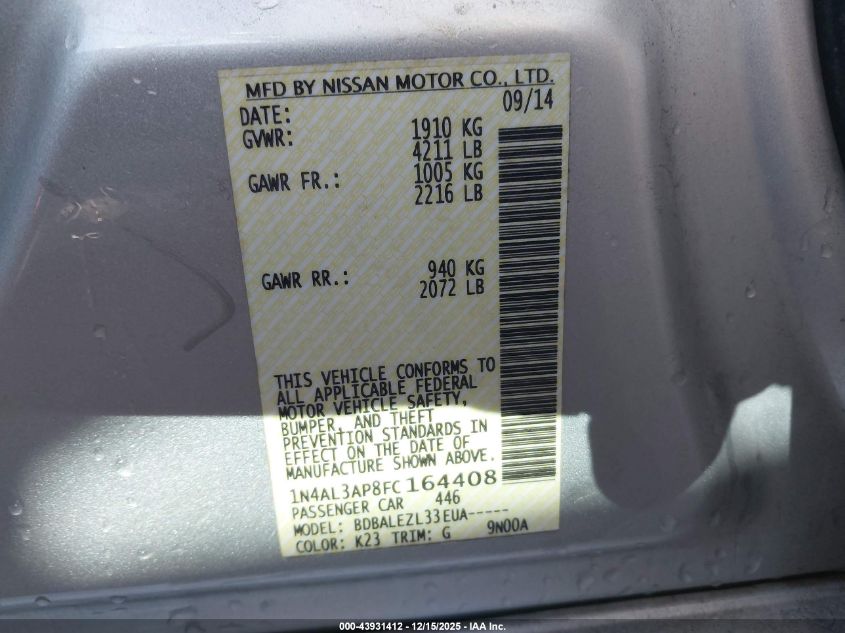 MFD BY NISSAN MOTOR CO., LTD.
DATE: 09/14
GVWR: 1910 KG
4211 LB
GAWR FR.: 1005 KG
2216 LB
GAWR RR.: 940 KG
2072 LB
THIS VEHICLE CONFORMS TO
ALL APPLICABLE FEDERAL
MOTOR VEHICLE SAFETY,
BUMPER, AND THEFT
PREVENTION STANDARDS IN
EFFECT ON THE DATE OF
MANUFACTURE SHOWN ABOVE.
1N4AL3AP8FC164408
PASSENGER CAR 446
MODEL: BDBALEZL33EUA-----
COLOR: K23 TRIM: G 9N00A
000-43931412 - 12/15/2025 - IAA Inc.